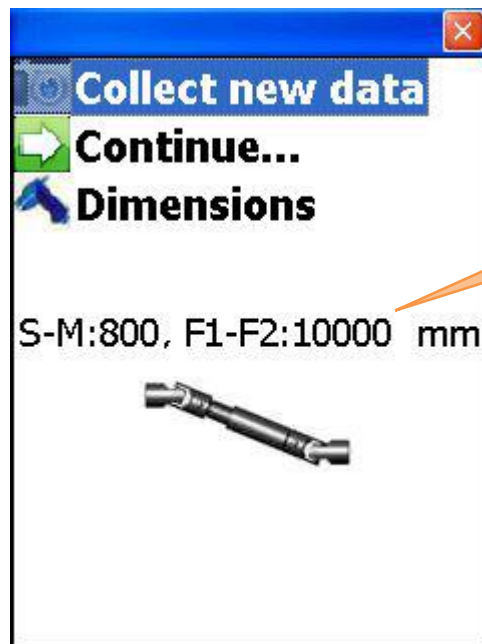 Collect new data
Continue...
Dimensions
S-M:800, F1-F2:10000 mm